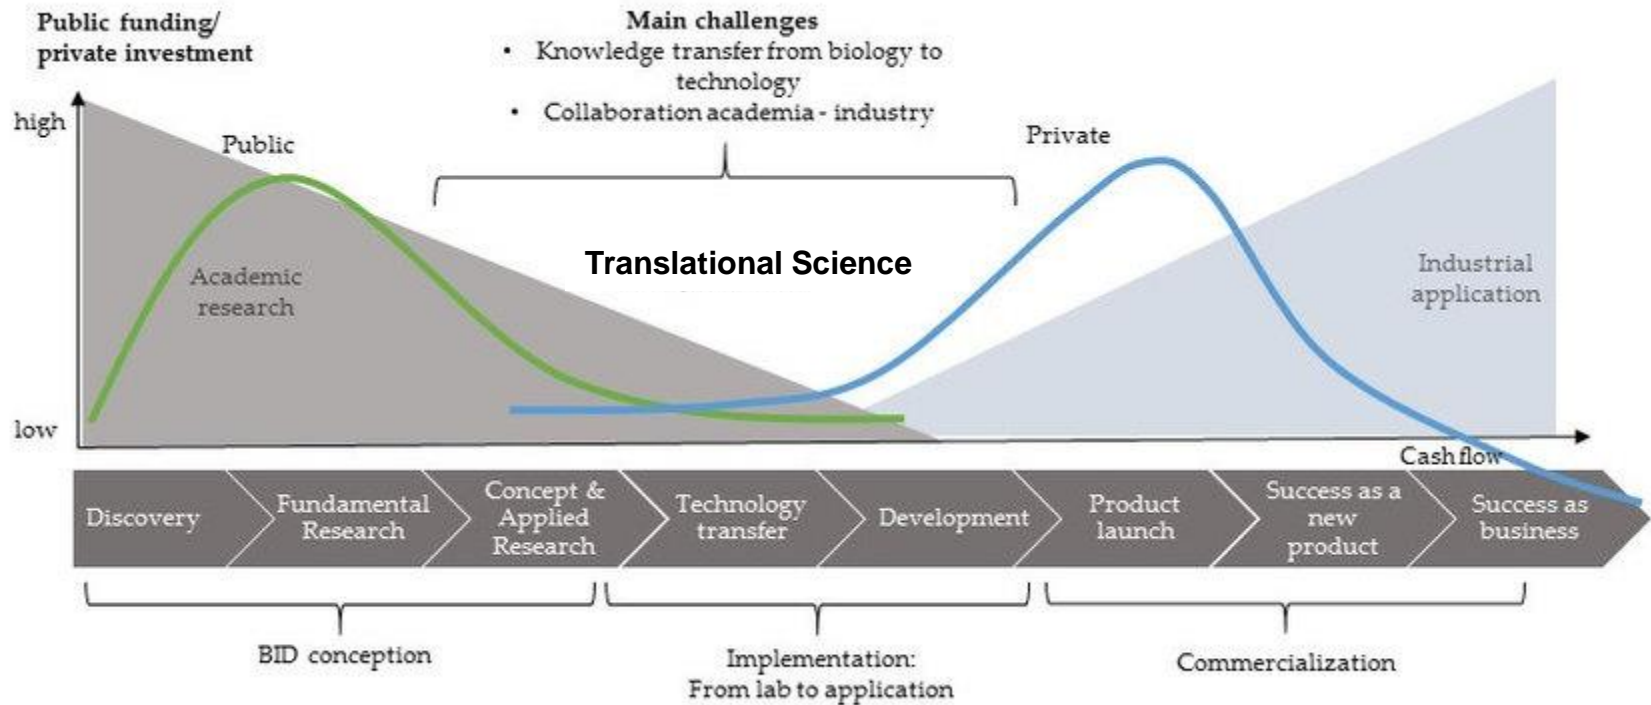 Public funding/
private investment
Main challenges
• Knowledge transfer from biology to
technology
• Collaboration academia - industry
high
Public
Private
Translational Science
Academic
research
Industrial
application
low
Cash flow
Discovery
Fundamental
Research
Concept &
Applied
Research
Technology
transfer
Development
Product
launch
Success as a
new
product
Success as
business
BID conception
Implementation:
From lab to application
Commercialization